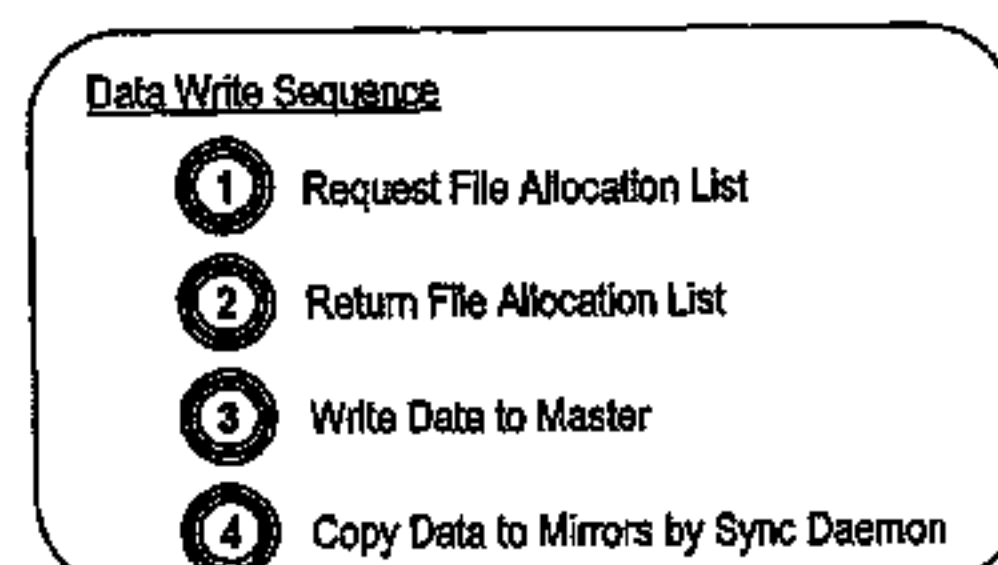 Data Write Sequence
1 Request File Allocation List
2 Return File Allocation List
3 Write Data to Master
4 Copy Data to Mirrors by Sync Daemon